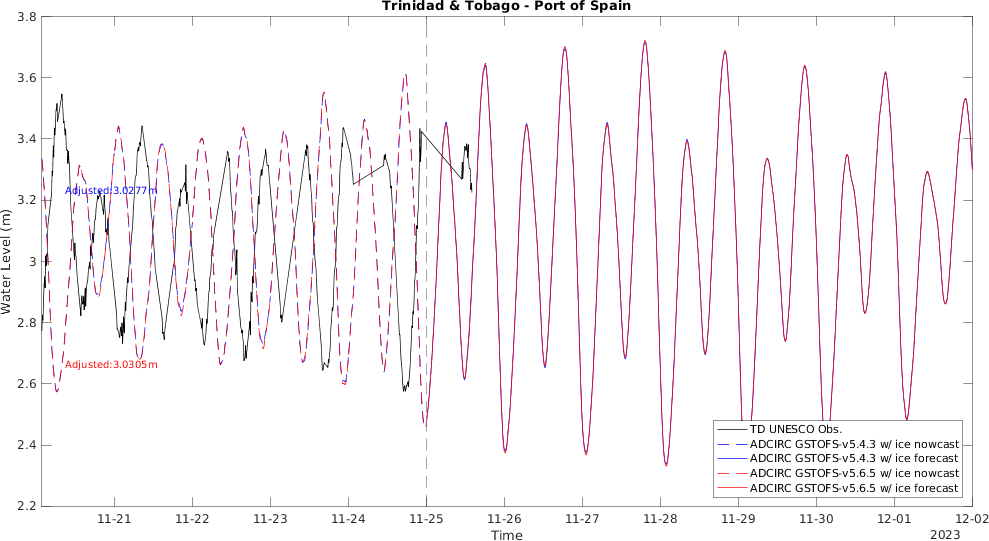 Trinidad & Tobago - Port of Spain
3.8
3.6
3.4
3.2
3
2.8
2.6
2.4
2.2
Water Level (m)
Adjusted:3.0277m
Adjusted:3.0305m
TD UNESCO Obs.
ADCIRC GSTOFS-v5.4.3 w/ ice nowcast
ADCIRC GSTOFS-v5.4.3 w/ ice forecast
ADCIRC GSTOFS-v5.6.5 w/ ice nowcast
ADCIRC GSTOFS-v5.6.5 w/ ice forecast
11-21 11-22 11-23 11-24 11-25 11-26 11-27 11-28 11-29 11-30 12-01 12-02
Time
2023